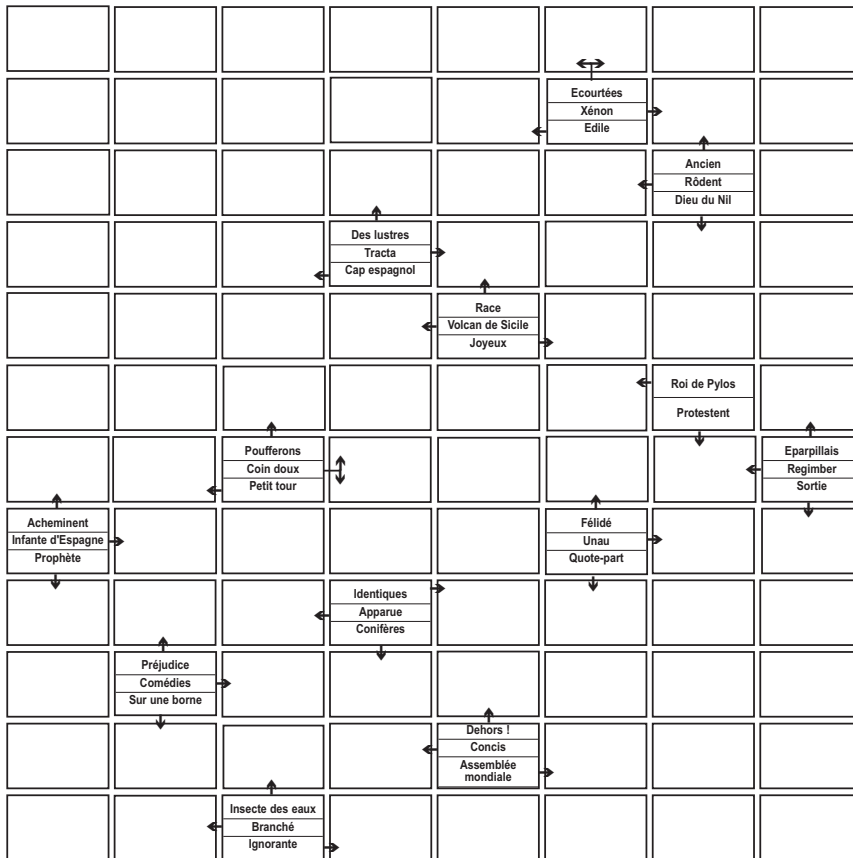 Ecourtées
Xénon
Edile
Ancien
Rôdent
Dieu du Nil
Des lustres
Tracta
Cap espagnol
Race
Volcan de Sicile
Joyeux
Roi de Pylos
Protestent
Poufferons
Coin doux
Petit tour
Eparpillais
Regimber
Sortie
Acheminent
Infante d'Espagne
Prophète
Félidé
Unau
Quote-part
Identiques
Apparue
Conifères
Préjudice
Comédies
Sur une borne
Dehors !
Concis
Assemblée
mondiale
Insecte des eaux
Branché
Ignorante